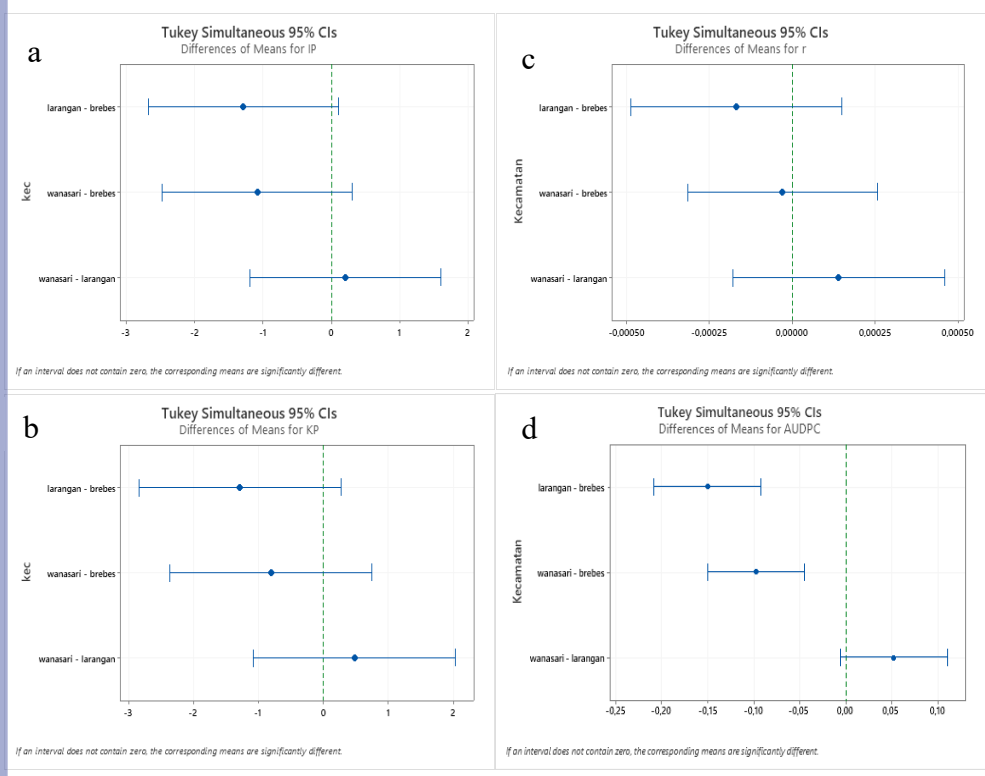 a
Tukey Simultaneous 95% CIs
Differences of Means for IP
kec
larangan - brebes
wanasari - brebes
wanasari - larangan
-3 -2 -1 0 1 2
If an interval does not contain zero, the corresponding means are significantly different.
c
Tukey Simultaneous 95% CIs
Differences of Means for r
Kecamatan
larangan - brebes
wanasari - brebes
wanasari - larangan
-0,00050 -0,00025 0,00000 0,00025 0,00050
If an interval does not contain zero, the corresponding means are significantly different.
b
Tukey Simultaneous 95% CIs
Differences of Means for KP
kec
larangan - brebes
wanasari - brebes
wanasari - larangan
-3 -2 -1 0 1 2
If an interval does not contain zero, the corresponding means are significantly different.
d
Tukey Simultaneous 95% CIs
Differences of Means for AUDPC
Kecamatan
larangan - brebes
wanasari - brebes
wanasari - larangan
-0,25 -0,20 -0,15 -0,10 -0,05 0,00 0,05 0,10
If an interval does not contain zero, the corresponding means are significantly different.